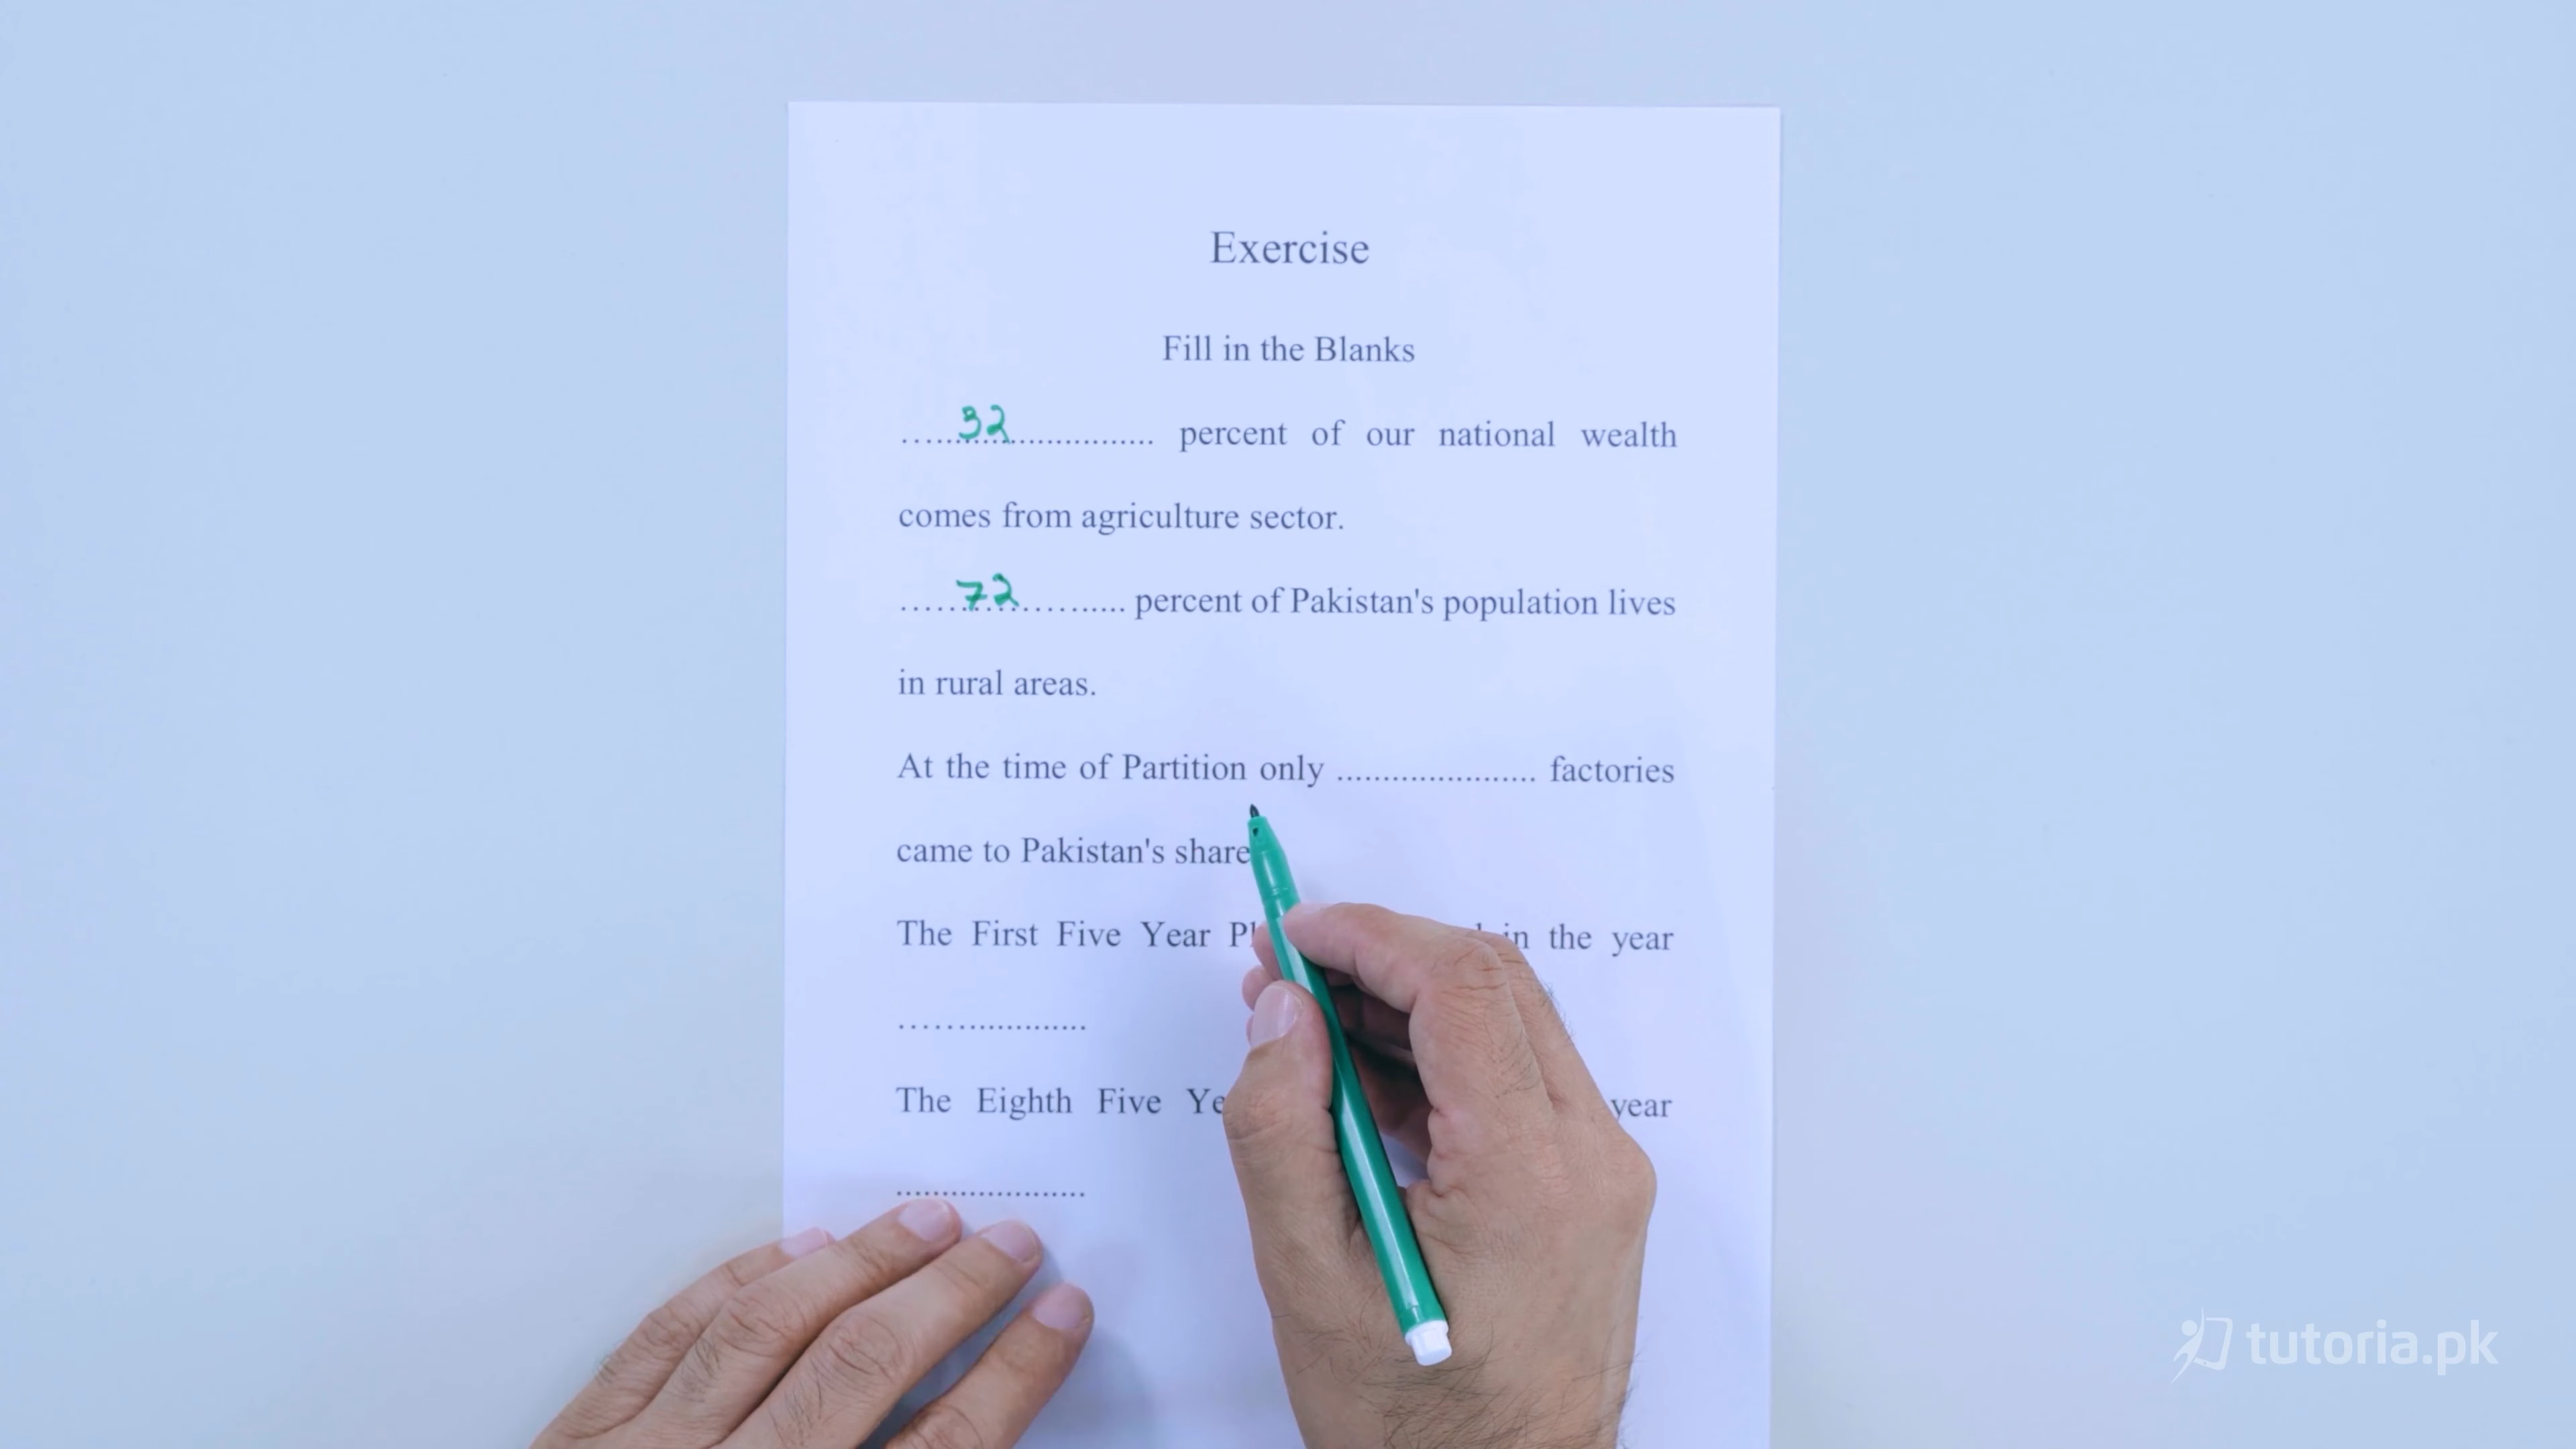 Exercise
Fill in the Blanks
....32.................... percent of our national wealth
comes from agriculture sector.
......72............ percent of Pakistan's population lives
in rural areas.
At the time of Partition only ...................... factories
came to Pakistan's share
The First Five Year in the year
.....................
The Eighth Five year
.....................
tutoria.pk